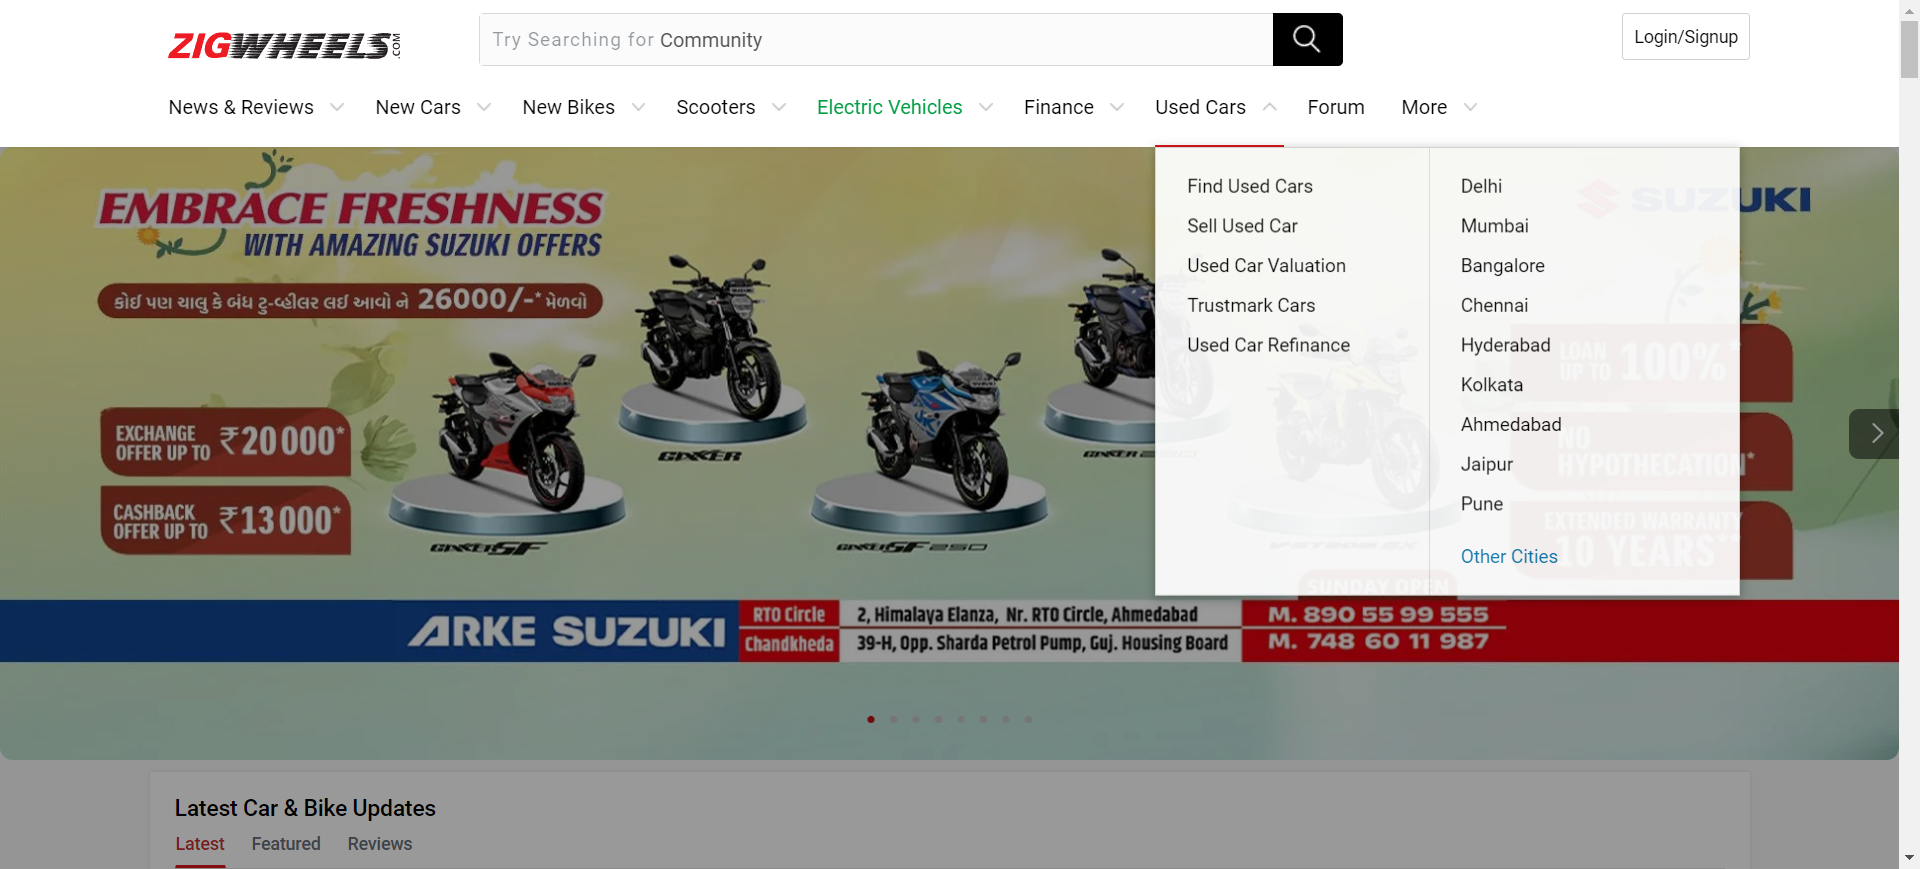 ZIGWHEELS.COM
Try Searching for Community
Login/Signup
News & Reviews
New Cars
New Bikes
Scooters
Electric Vehicles
Finance
Used Cars
Forum
More
Find Used Cars
Sell Used Car
Used Car Valuation
Trustmark Cars
Used Car Refinance
Delhi
Mumbai
Bangalore
Chennai
Hyderabad
Kolkata
Ahmedabad
Jaipur
Pune
Other Cities
EMBRACE FRESHNESS
WITH AMAZING SUZUKI OFFERS
કોઈ પણ ચાલુ કે બંધ ટુ-વ્હીલર લઈ આવો ને 26000/-* મેળવો
EXCHANGE
OFFER UP TO ₹20000*
CASHBACK
OFFER UP TO ₹13000*
GIXXER
GIXXER SF
GIXXER SF 250
GIXXER 250
SUZUKI
LOAN
UP TO 100%*
NO
HYPOTHECATION*
EXTENDED WARRANTY
10 YEARS**
SUNDAY OPEN
ARKE SUZUKI
RTO Circle
2, Himalaya Elanza, Nr. RTO Circle, Ahmedabad
M. 890 55 99 555
Chandkheda
39-H, Opp. Sharda Petrol Pump, Guj. Housing Board
M. 748 60 11 987
Latest Car & Bike Updates
Latest
Featured
Reviews